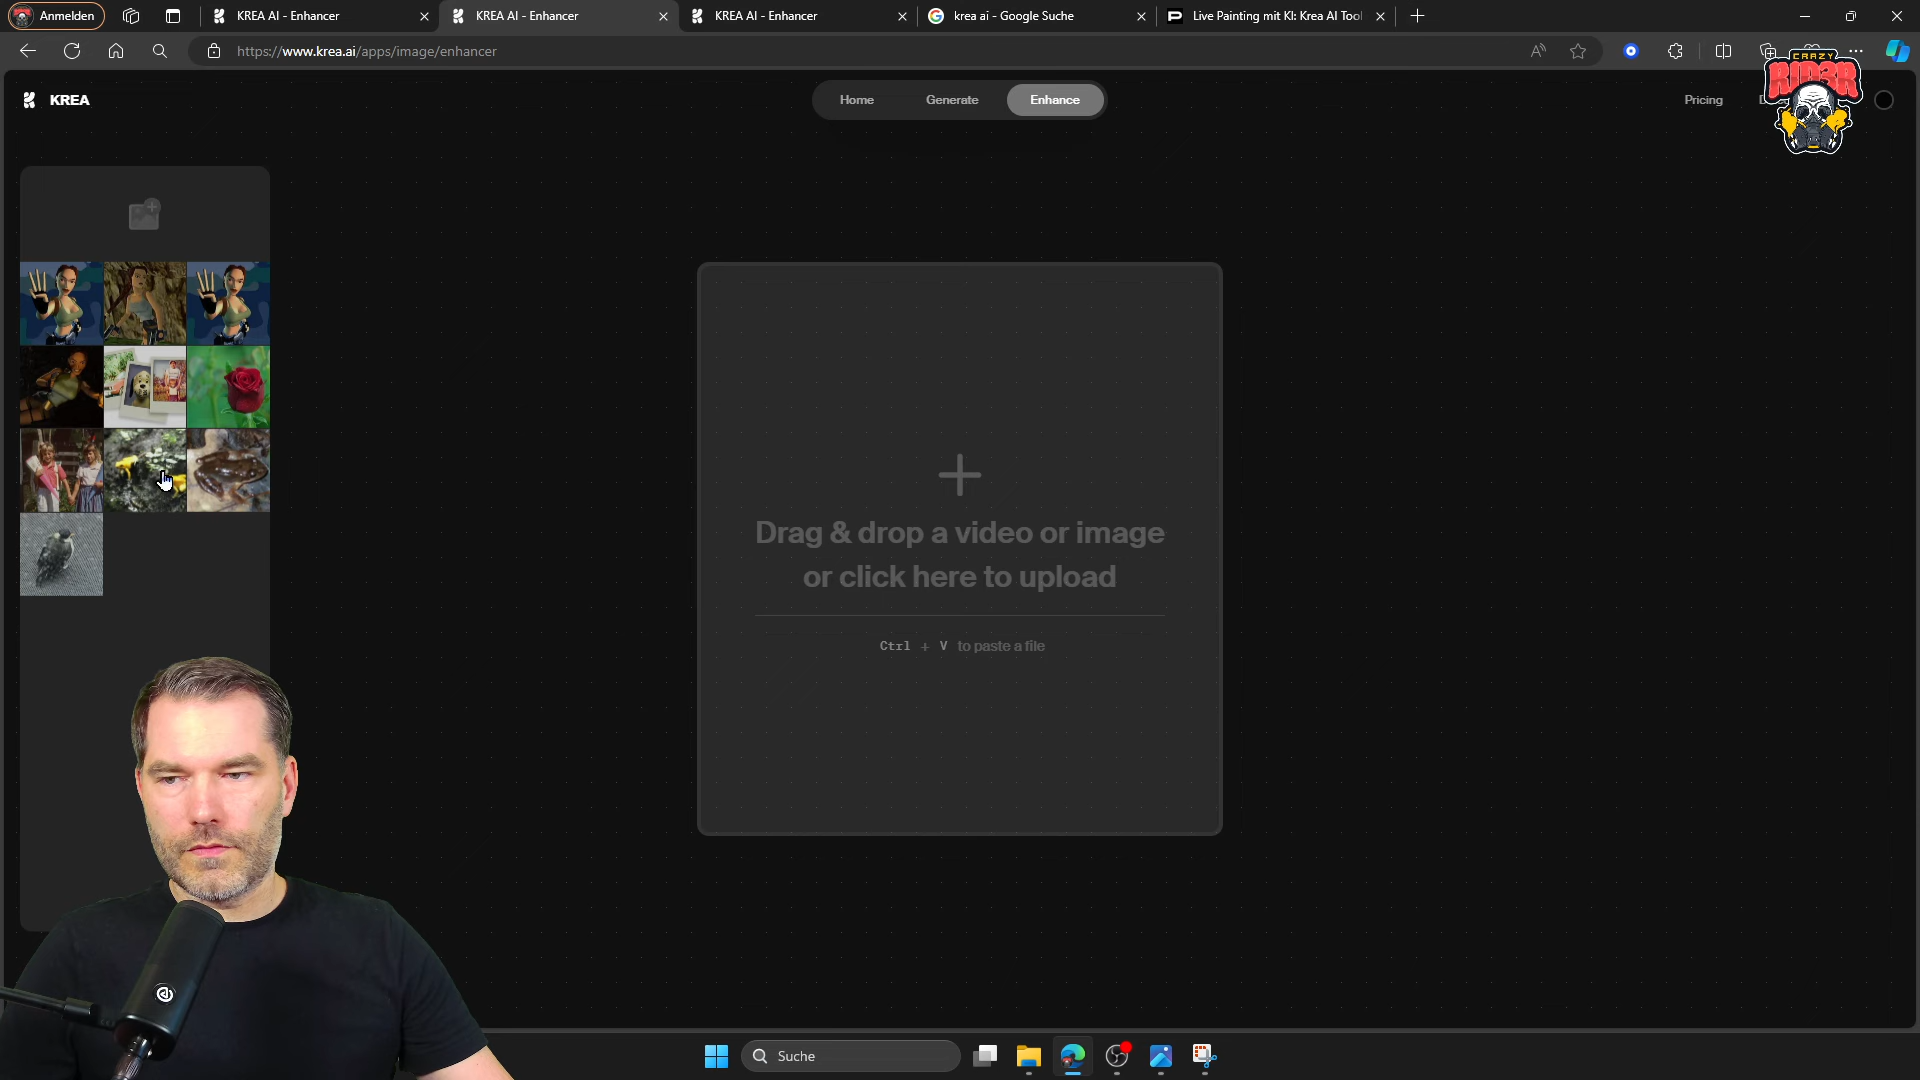 Anmelden
KREA AI - Enhancer
KREA AI - Enhancer
KREA AI - Enhancer
krea ai - Google Suche
Live Painting mit KI: Krea AI Tool
https://www.krea.ai/apps/image/enhancer
KREA
Home
Generate
Enhance
Pricing
CRAZY
RID3R
Drag & drop a video or image
or click here to upload
Ctrl + V to paste a file
Suche